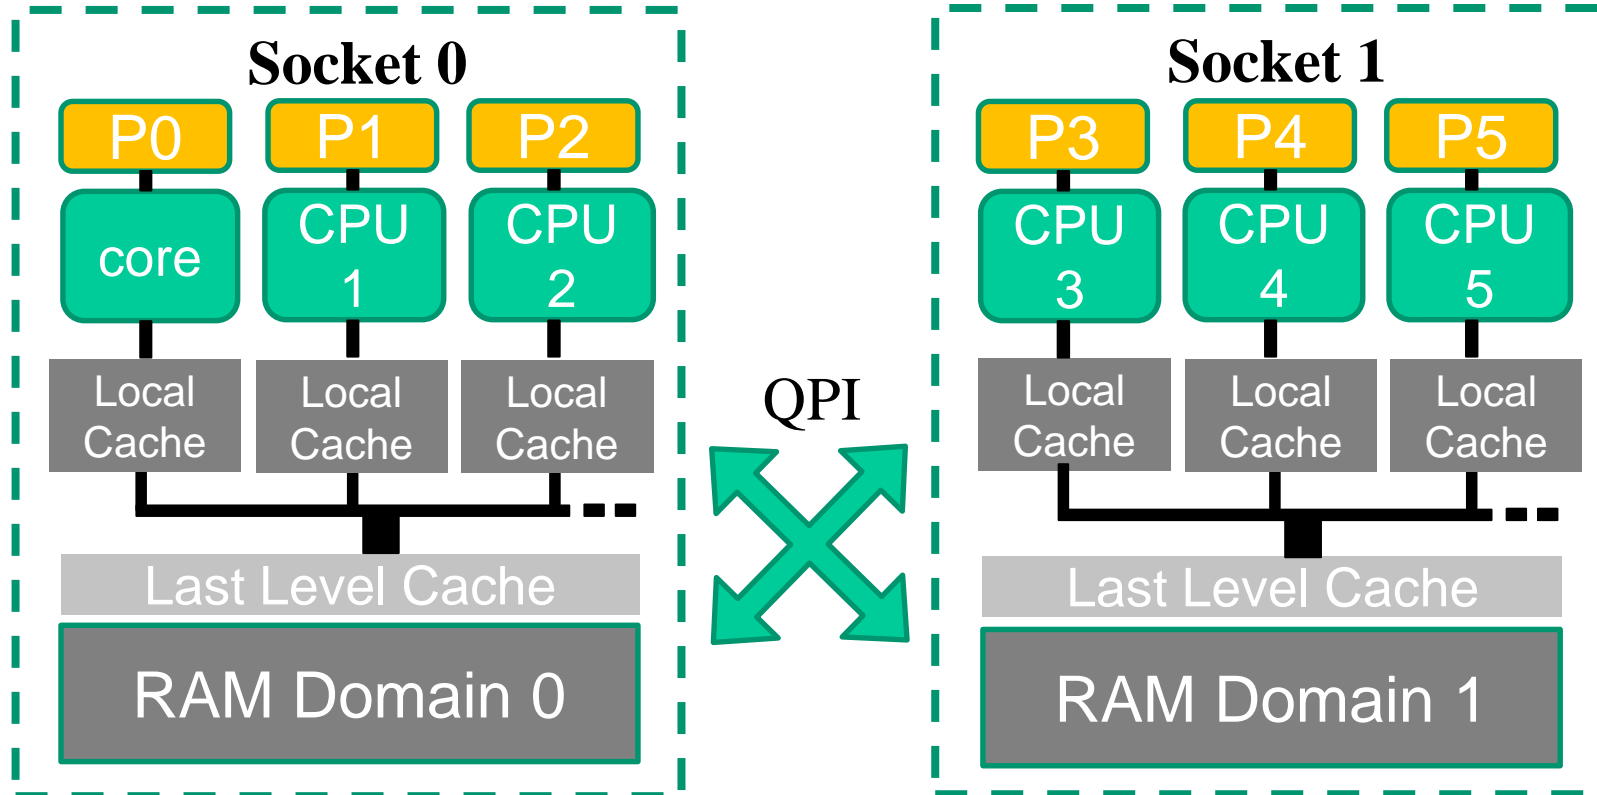 Socket 0
P0
P1
P2
core
CPU
1
CPU
2
Local
Cache
Local
Cache
Local
Cache
Last Level Cache
RAM Domain 0
QPI
Socket 1
P3
P4
P5
CPU
3
CPU
4
CPU
5
Local
Cache
Local
Cache
Local
Cache
Last Level Cache
RAM Domain 1